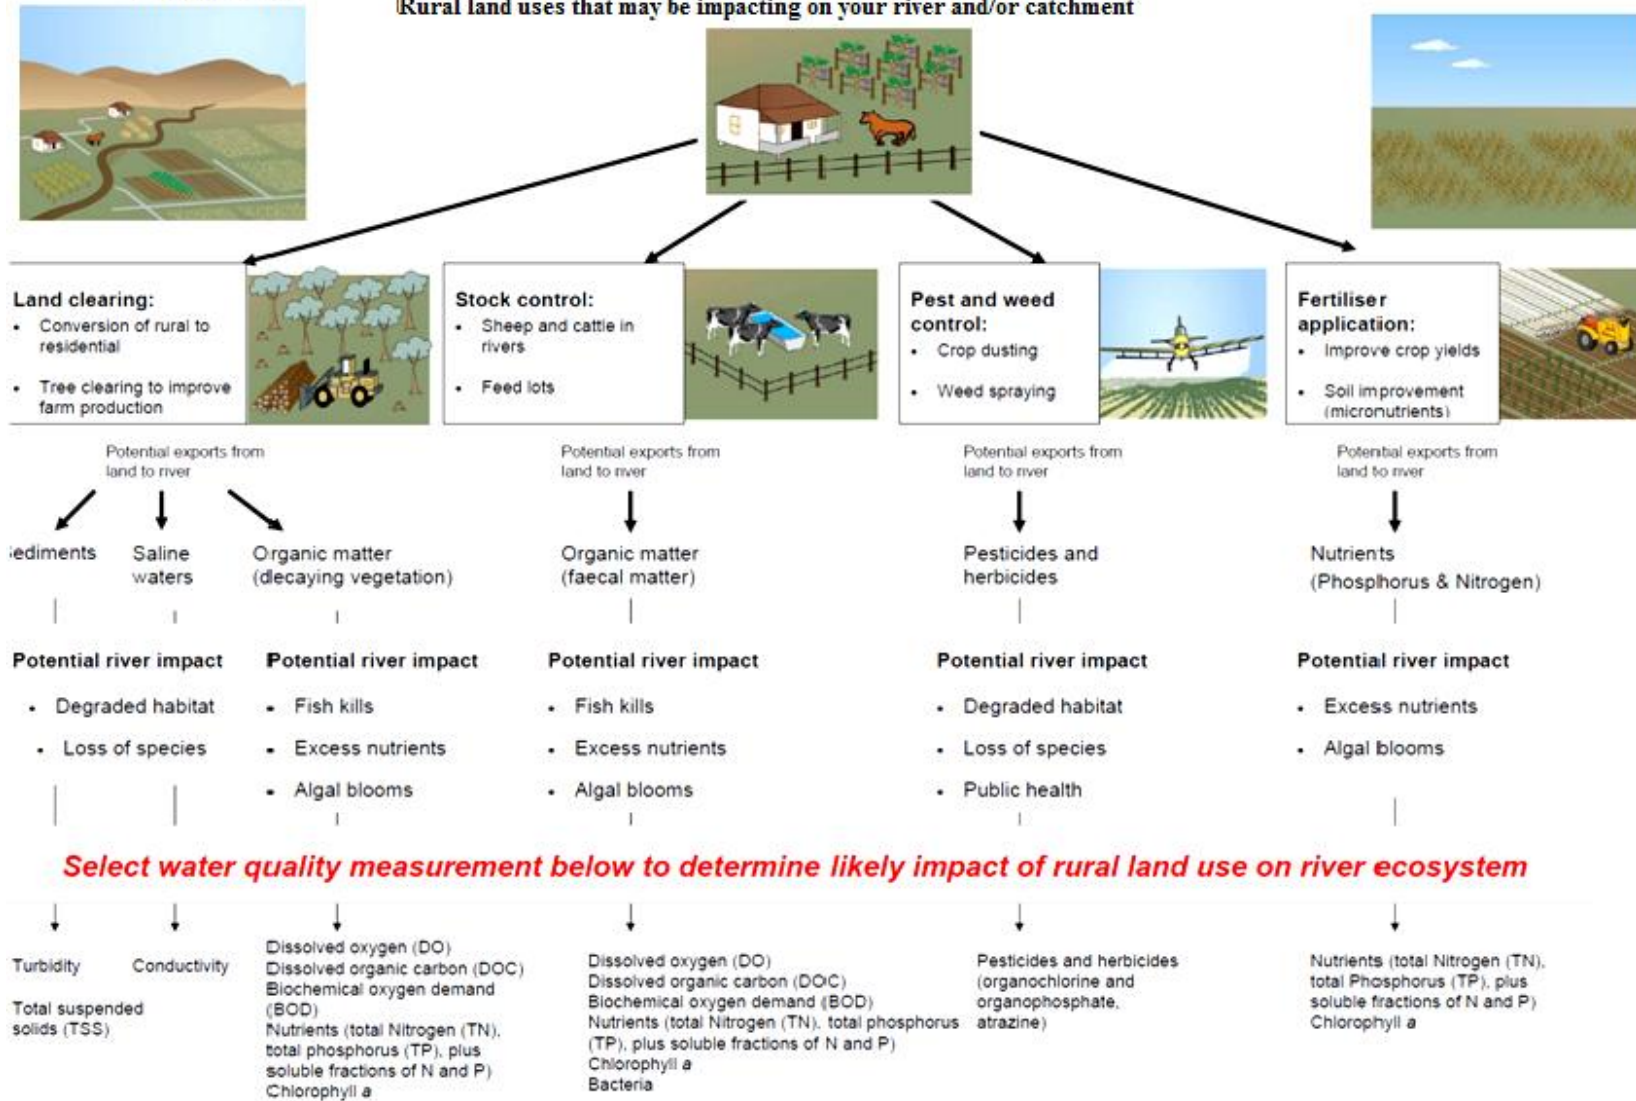 Rural land uses that may be impacting on your river and/or catchment
Land clearing:
• Conversion of rural to
residential
• Tree clearing to improve
farm production
Stock control:
• Sheep and cattle in
rivers
• Feed lots
Pest and weed
control:
• Crop dusting
• Weed spraying
Fertiliser
application:
• Improve crop yields
• Soil improvement
(micronutrients)
Potential exports from
land to river
Potential exports from
land to river
Potential exports from
land to river
Potential exports from
land to river
ediments
Saline
waters
Organic matter
(decaying vegetation)
Organic matter
(faecal matter)
Pesticides and
herbicides
Nutrients
(Phosphorus & Nitrogen)
Potential river impact
• Degraded habitat
• Loss of species
Potential river impact
• Fish kills
• Excess nutrients
• Algal blooms
Potential river impact
• Fish kills
• Excess nutrients
• Algal blooms
Potential river impact
• Degraded habitat
• Loss of species
• Public health
Potential river impact
• Excess nutrients
• Algal blooms
Select water quality measurement below to determine likely impact of rural land use on river ecosystem
Turbidity
Total suspended
solids (TSS)
Conductivity
Dissolved oxygen (DO)
Dissolved organic carbon (DOC)
Biochemical oxygen demand
(BOD)
Nutrients (total Nitrogen (TN),
total phosphorus (TP), plus
soluble fractions of N and P)
Chlorophyll a
Dissolved oxygen (DO)
Dissolved organic carbon (DOC)
Biochemical oxygen demand (BOD)
Nutrients (total Nitrogen (TN), total phosphorus
(TP), plus soluble fractions of N and P)
Chlorophyll a
Bacteria
Pesticides and herbicides
(organochlorine and
organophosphate,
atrazine)
Nutrients (total Nitrogen (TN),
total Phosphorus (TP), plus
soluble fractions of N and P)
Chlorophyll a